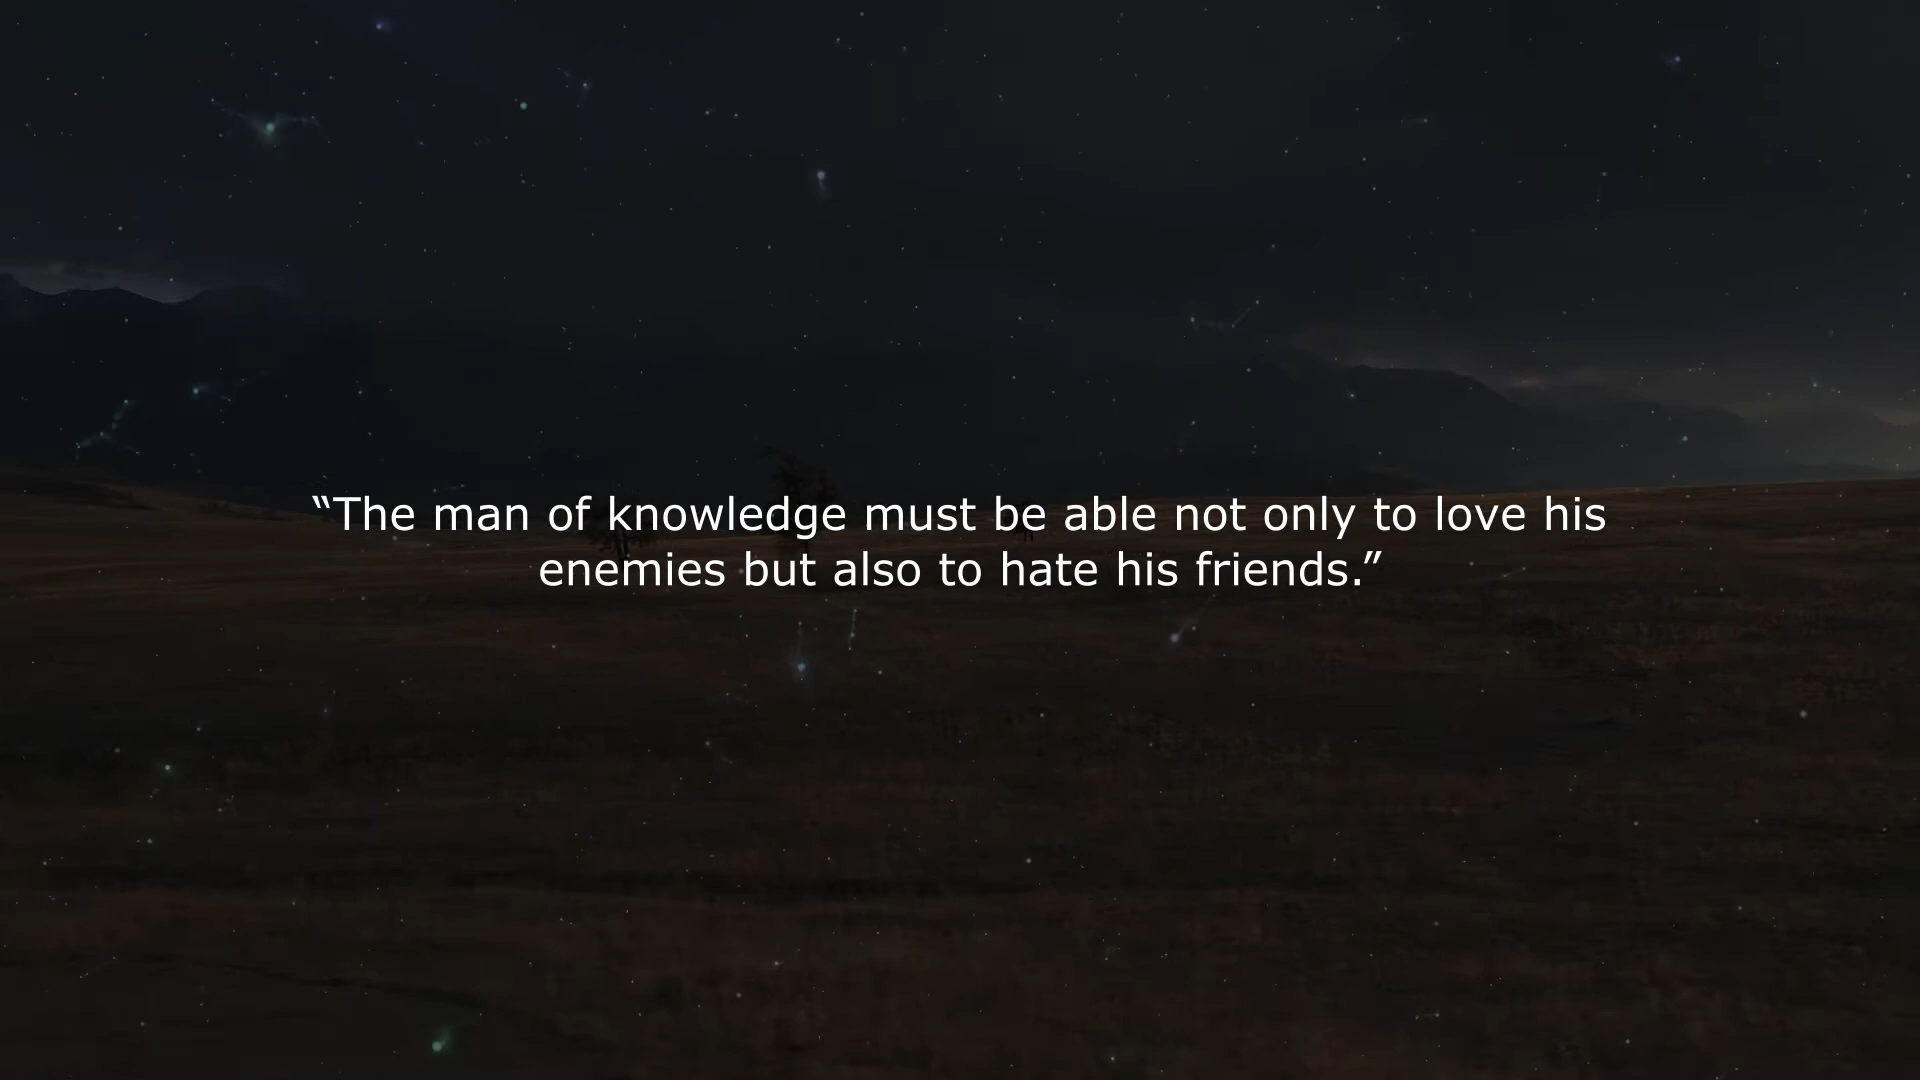 “The man of knowledge must be able not only to love his
enemies but also to hate his friends.”